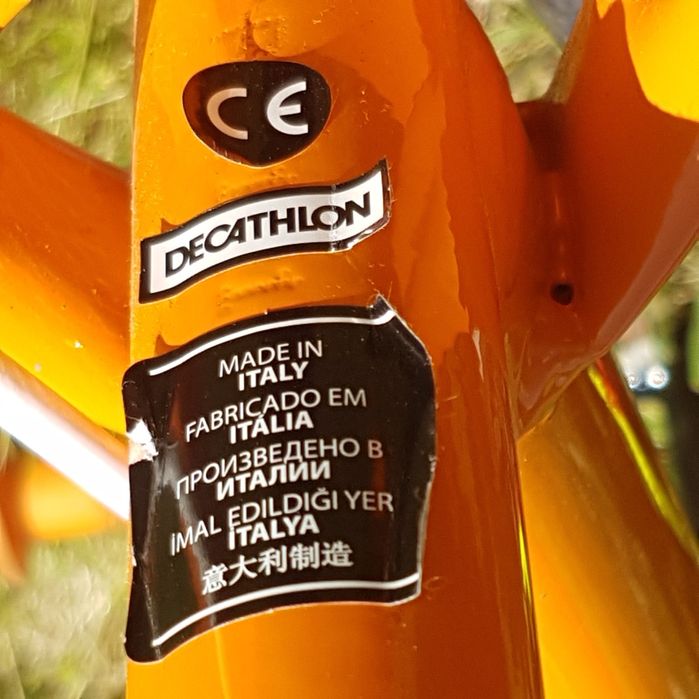 CE
DECATHLON
MADE IN
ITALY
FABRICADO EM
ITÁLIA
ПРОИЗВЕДЕНО В
ИТАЛИИ
İMAL EDILDIĞI YER
İTALYA
意大利制造